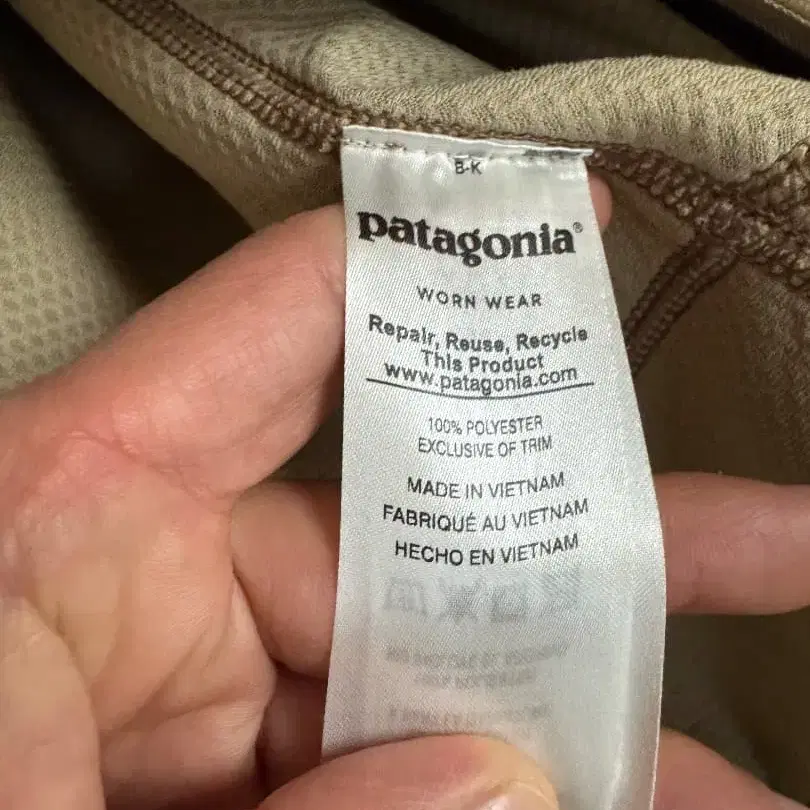 B-K
patagonia®
WORN WEAR
Repair, Reuse, Recycle
This Product
www.patagonia.com
100% POLYESTER
EXCLUSIVE OF TRIM
MADE IN VIETNAM
FABRIQUÉ AU VIETNAM
HECHO EN VIETNAM